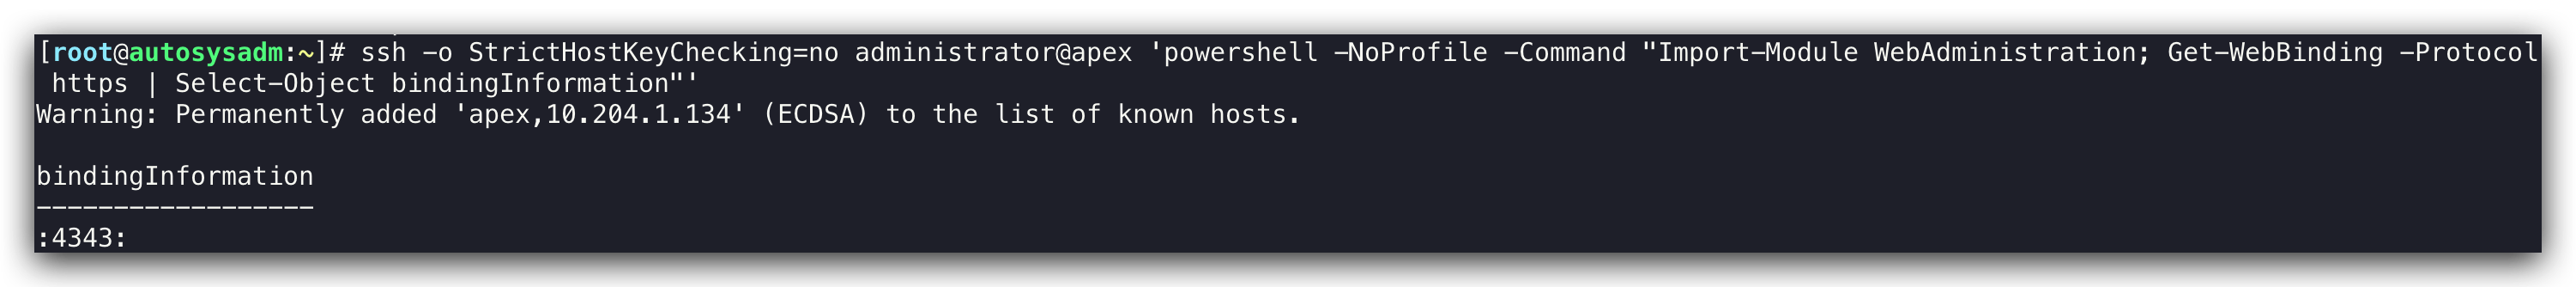 [root@autosysadm:~]# ssh -o StrictHostKeyChecking=no administrator@apex 'powershell -NoProfile -Command "Import-Module WebAdministration; Get-WebBinding -Protocol
 https | Select-Object bindingInformation"'
Warning: Permanently added 'apex,10.204.1.134' (ECDSA) to the list of known hosts.

bindingInformation
------------------
:4343: